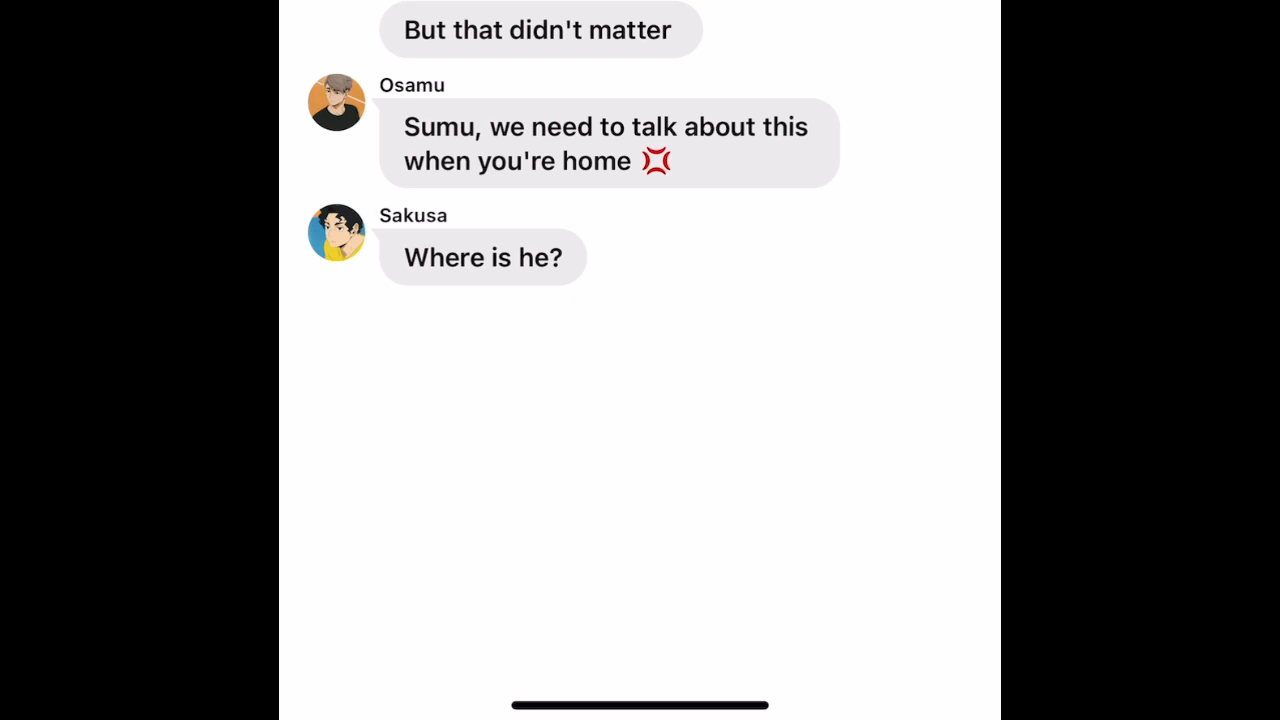 But that didn't matter
Osamu
Sumu, we need to talk about this
when you're home 💢
Sakusa
Where is he?